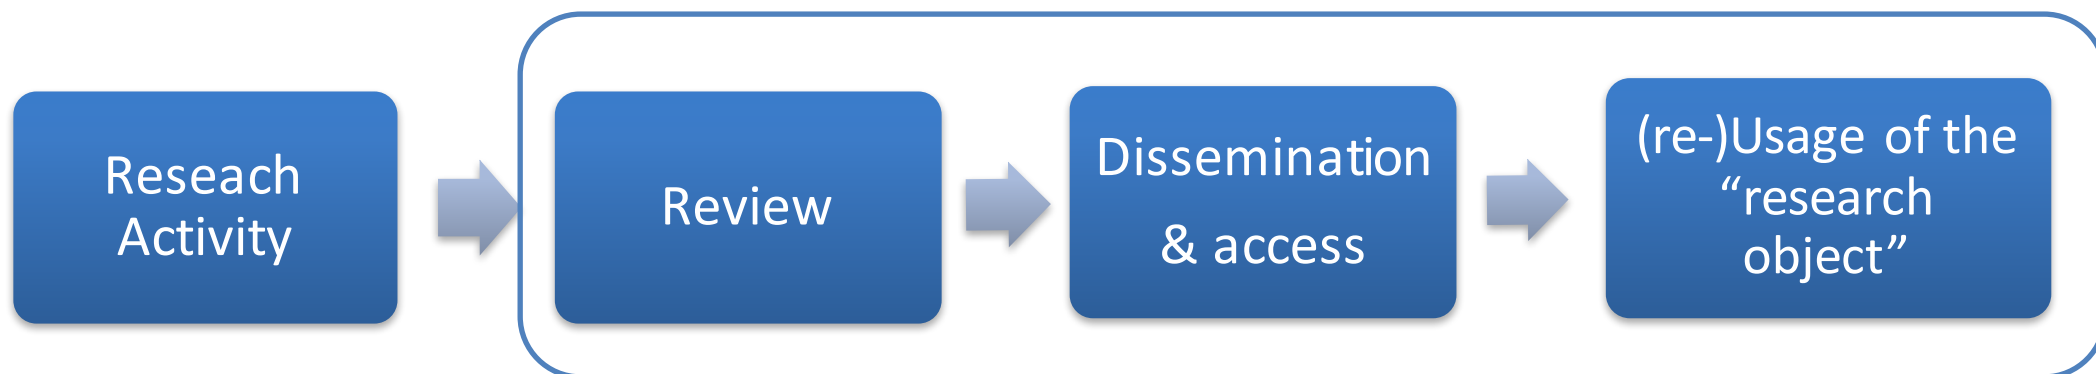 Reseach
Activity
Review
Dissemination
& access
(re-)Usage of the
“research
object”